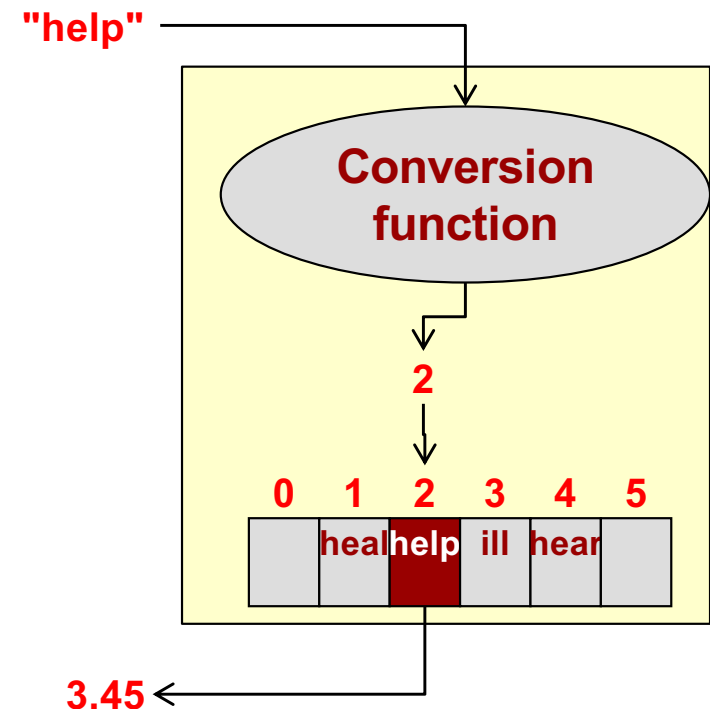 "help"
Conversion
function
2
0 1 2 3 4 5
heal help ill hear
3.45